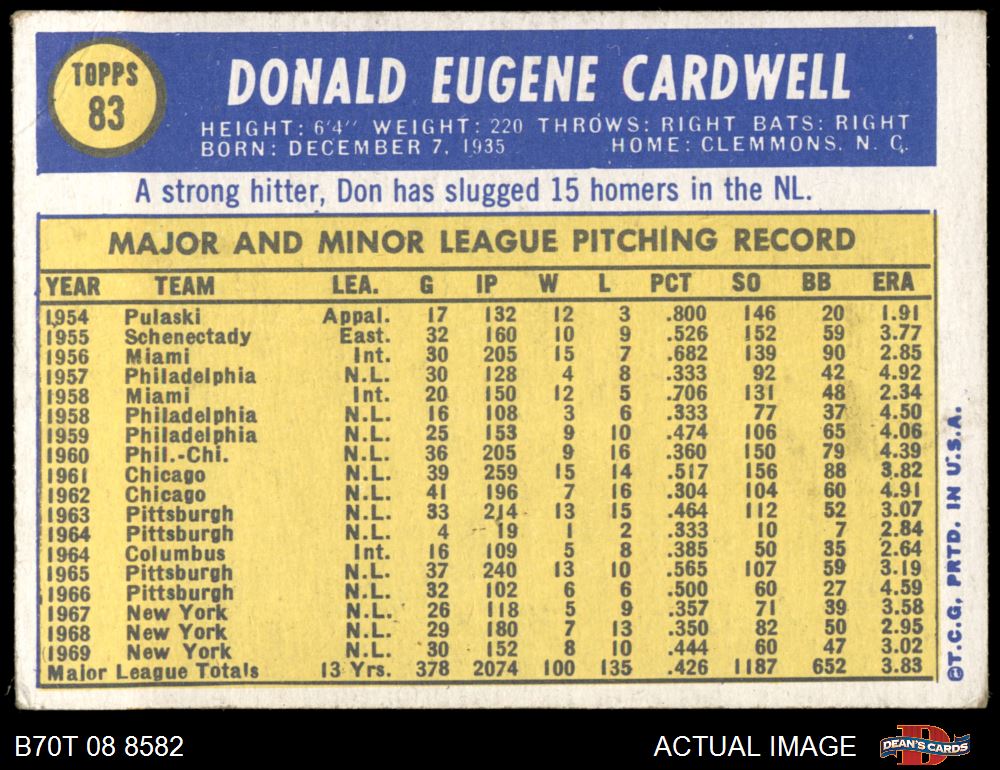 TOPPS
83
DONALD EUGENE CARDWELL
HEIGHT: 6'4" WEIGHT: 220 THROWS: RIGHT BATS: RIGHT
BORN: DECEMBER 7, 1935 HOME: CLEMMONS, N. C.
A strong hitter, Don has slugged 15 homers in the NL.
MAJOR AND MINOR LEAGUE PITCHING RECORD
YEAR TEAM LEA. G IP W L PCT SO BB ERA
1954 Pulaski Appal. 17 132 12 3 .800 146 20 1.91
1955 Schenectady East. 32 160 10 9 .526 152 59 3.77
1956 Miami Int. 30 205 15 7 .682 139 90 2.85
1957 Philadelphia N.L. 30 128 4 8 .333 92 42 4.92
1958 Miami Int. 20 150 12 5 .706 131 48 2.34
1958 Philadelphia N.L. 16 108 3 6 .333 77 37 4.50
1959 Philadelphia N.L. 25 153 9 10 .474 106 65 4.06
1960 Phil.-Chi. N.L. 36 205 9 16 .360 150 79 4.39
1961 Chicago N.L. 39 259 15 14 .517 156 88 3.82
1962 Chicago N.L. 41 196 7 16 .304 104 60 4.91
1963 Pittsburgh N.L. 33 214 13 15 .464 112 52 3.07
1964 Pittsburgh N.L. 4 19 1 2 .333 10 7 2.84
1964 Columbus Int. 16 109 5 8 .385 50 35 2.64
1965 Pittsburgh N.L. 37 240 13 10 .565 107 59 3.19
1966 Pittsburgh N.L. 32 102 6 6 .500 60 27 4.59
1967 New York N.L. 26 118 5 9 .357 71 39 3.58
1968 New York N.L. 29 180 7 13 .350 82 50 2.95
1969 New York N.L. 30 152 8 10 .444 60 47 3.02
Major League Totals 13 Yrs. 378 2074 100 135 .426 1187 652 3.83
©T.C.G. PRTD. IN U.S.A.
B70T 08 8582 ACTUAL IMAGE
D
DEAN'S CARDS